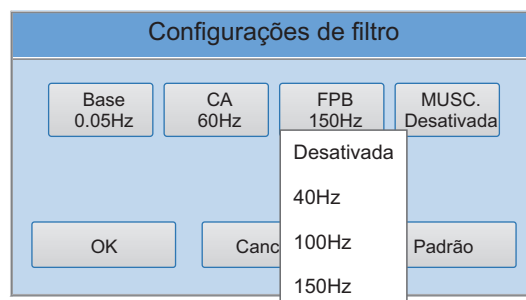 Configurações de filtro
Base
0.05Hz
CA
60Hz
FPB
150Hz
MUSC.
Desativada
Desativada
40Hz
100Hz
150Hz
OK
Canc
Padrão